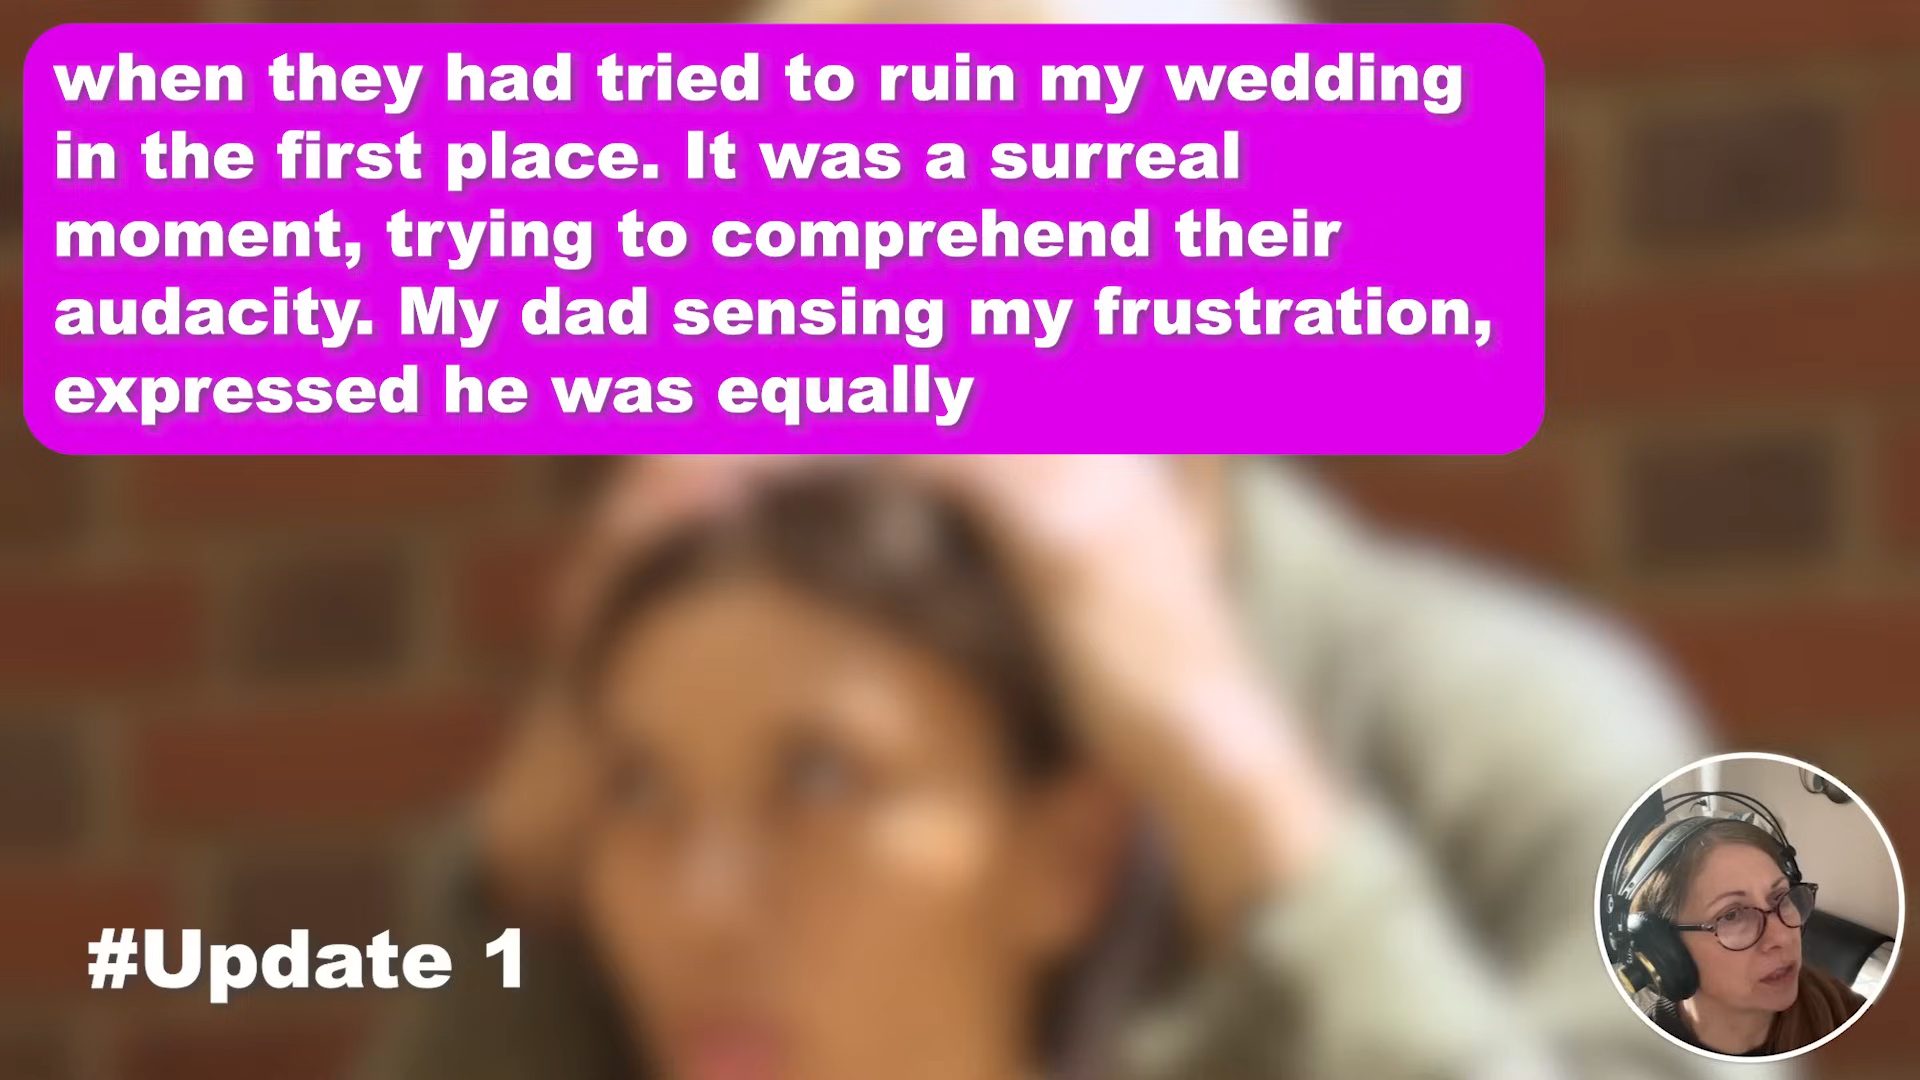 when they had tried to ruin my wedding
in the first place. It was a surreal
moment, trying to comprehend their
audacity. My dad sensing my frustration,
expressed he was equally
#Update 1